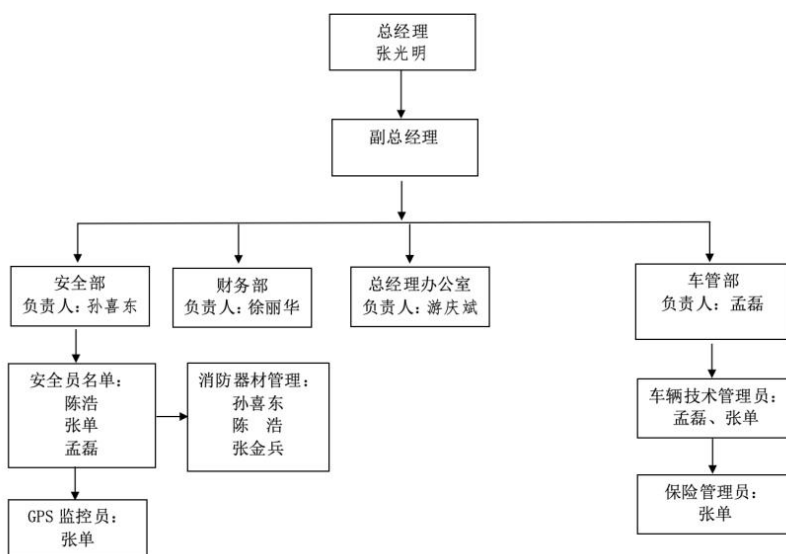 总经理
张光明
副总经理
安全部
负责人：孙喜东
财务部
负责人：徐丽华
总经理办公室
负责人：游庆斌
车管部
负责人：孟磊
安全员名单：
陈浩
张单
孟磊
消防器材管理：
孙喜东
陈　浩
张金兵
车辆技术管理员：
孟磊、张单
GPS 监控员：
张单
保险管理员：
张单